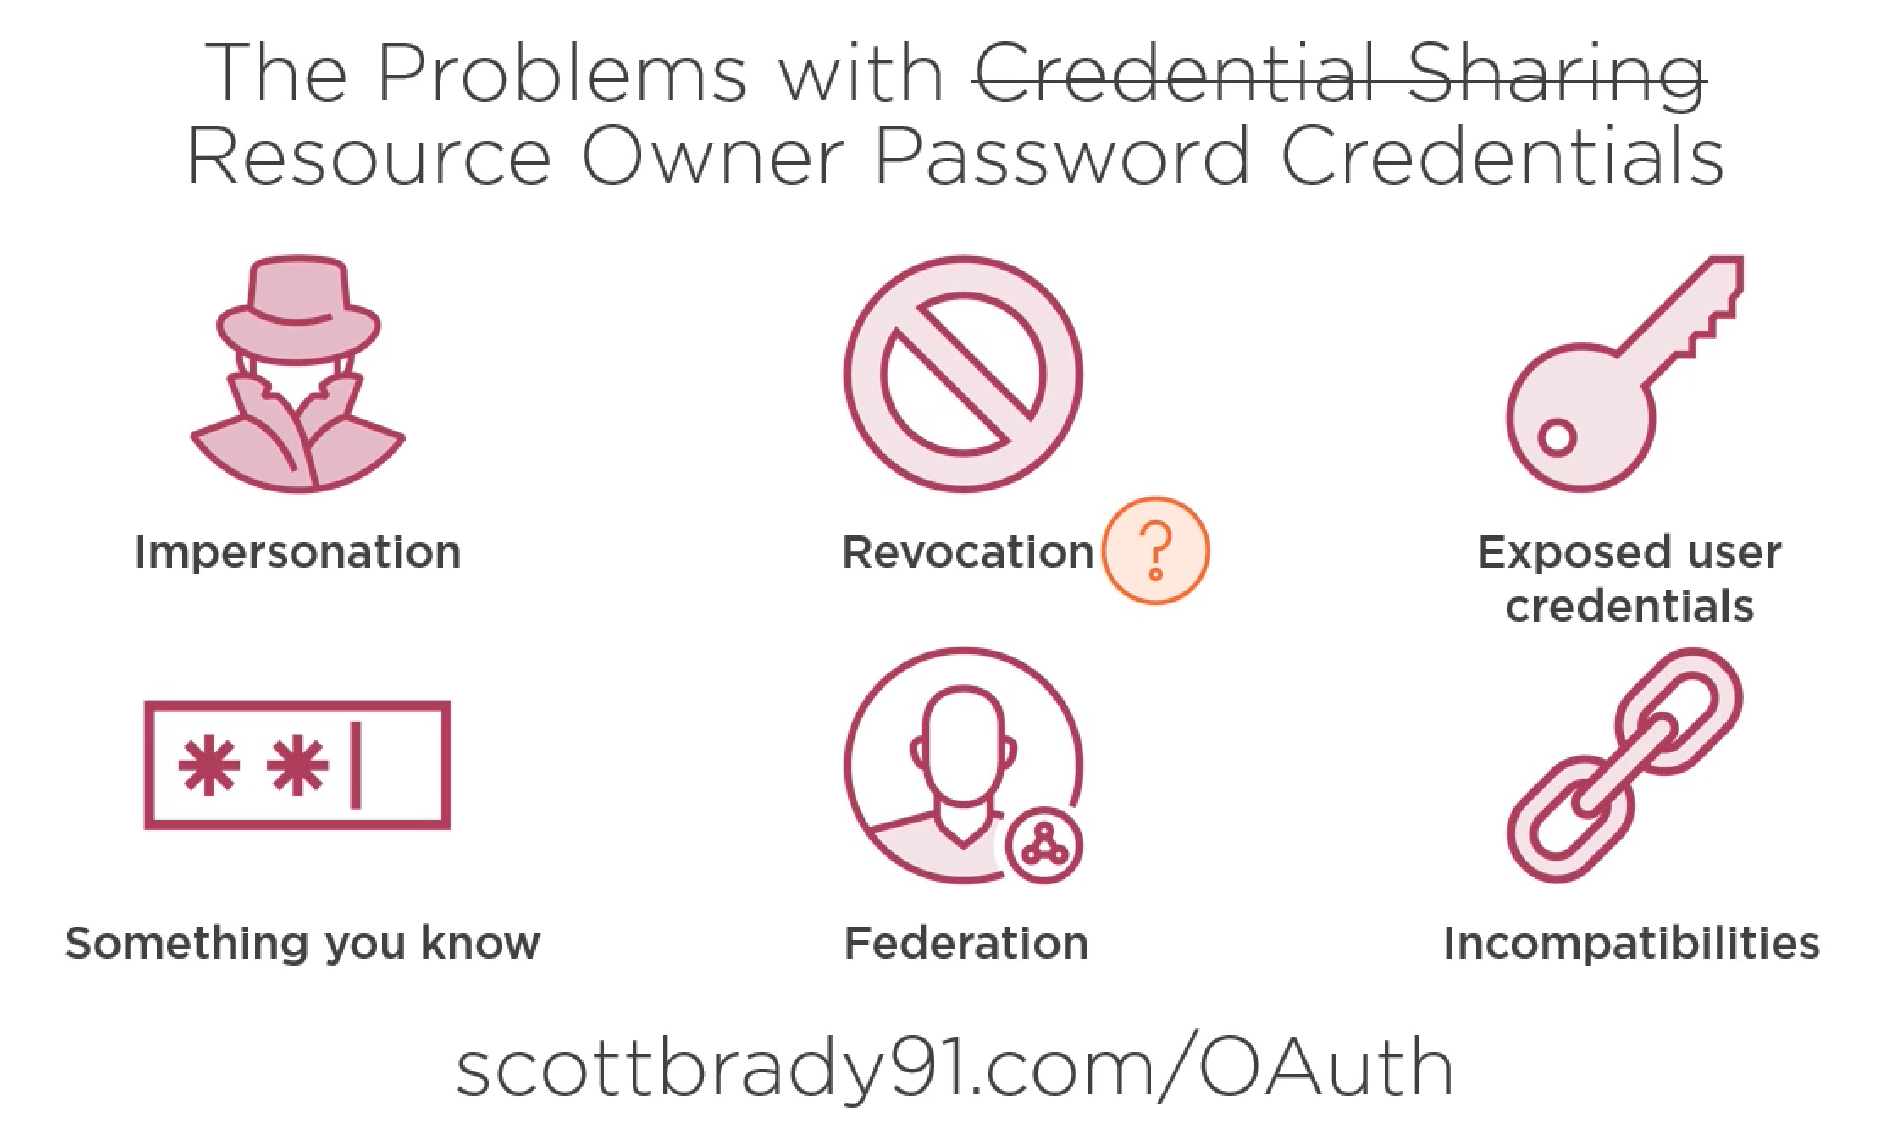 The Problems with Credential Sharing
Resource Owner Password Credentials
Impersonation
Revocation ?
Exposed user
credentials
**|
Something you know
Federation
Incompatibilities
scottbrady91.com/OAuth